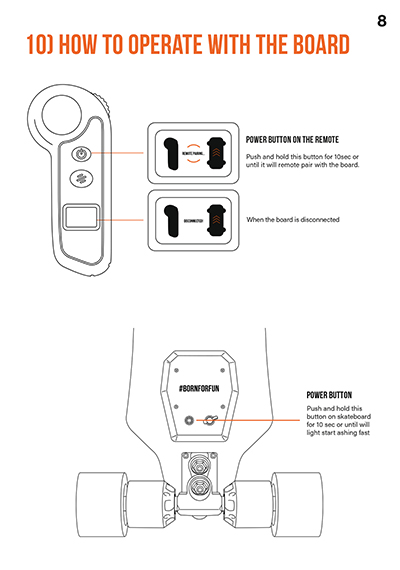 8
10) HOW TO OPERATE WITH THE BOARD
REMOTE PAIRING...
POWER BUTTON ON THE REMOTE
Push and hold this button for 10sec or
until it will remote pair with the board.
DISCONNECTED!
When the board is disconnected
#BORNFORFUN
POWER BUTTON
Push and hold this
button on skateboard
for 10 sec or until will
light start ashing fast